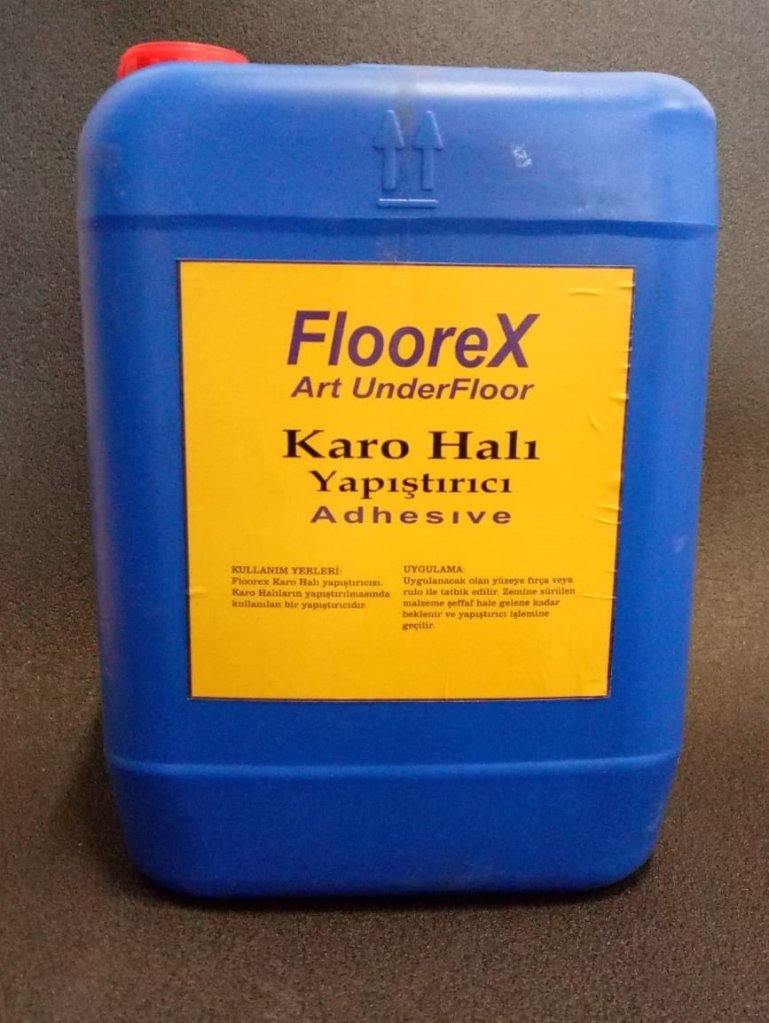 FlooreX
Art UnderFloor
Karo Halı
Yapıştırıcı
Adhesıve
KULLANIM YERLERİ:
Floorex Karo Halı yapıştırıcısı.
Karo Halıların yapıştırılmasında
kullanılan bir yapıştırıcıdır.
UYGULAMA:
Uygulanacak olan yüzeye fırça veya
rulo ile tatbik edilir. Zemine sürülen
malzeme şeffaf hale gelene kadar
beklenir ve yapıştırıcı işlemine
geçilir.